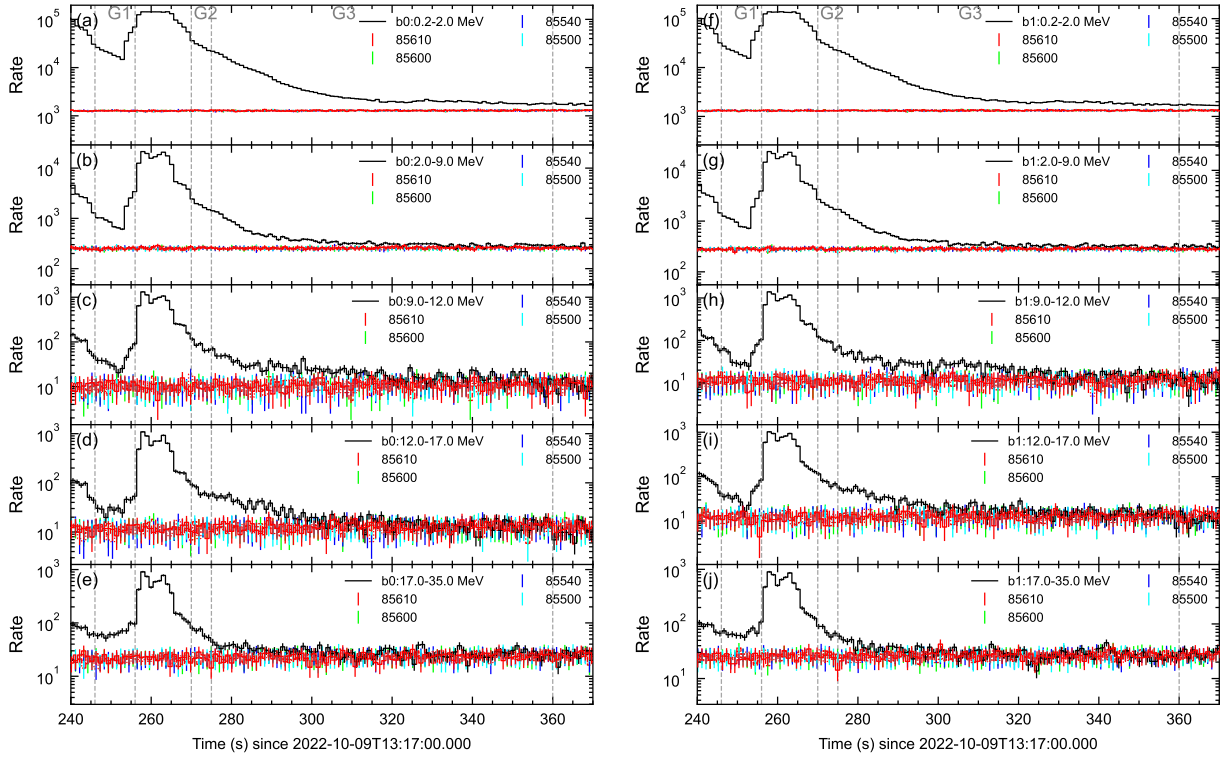 (a) G1 G2 G3
b0:0.2-2.0 MeV 85540
85610 85500
85600
Rate
10^5
10^4
10^3
(b)
b0:2.0-9.0 MeV 85540
85610 85500
85600
Rate
10^4
10^3
10^2
(c)
b0:9.0-12.0 MeV 85540
85610 85500
85600
Rate
10^3
10^2
10^1
(d)
b0:12.0-17.0 MeV 85540
85610 85500
85600
Rate
10^3
10^2
10^1
(e)
b0:17.0-35.0 MeV 85540
85610 85500
85600
Rate
10^3
10^2
10^1
240 260 280 300 320 340 360
Time (s) since 2022-10-09T13:17:00.000
(f) G1 G2 G3
b1:0.2-2.0 MeV 85540
85610 85500
85600
Rate
10^5
10^4
10^3
(g)
b1:2.0-9.0 MeV 85540
85610 85500
85600
Rate
10^4
10^3
10^2
(h)
b1:9.0-12.0 MeV 85540
85610 85500
85600
Rate
10^3
10^2
10^1
(i)
b1:12.0-17.0 MeV 85540
85610 85500
85600
Rate
10^3
10^2
10^1
(j)
b1:17.0-35.0 MeV 85540
85610 85500
85600
Rate
10^3
10^2
10^1
240 260 280 300 320 340 360
Time (s) since 2022-10-09T13:17:00.000